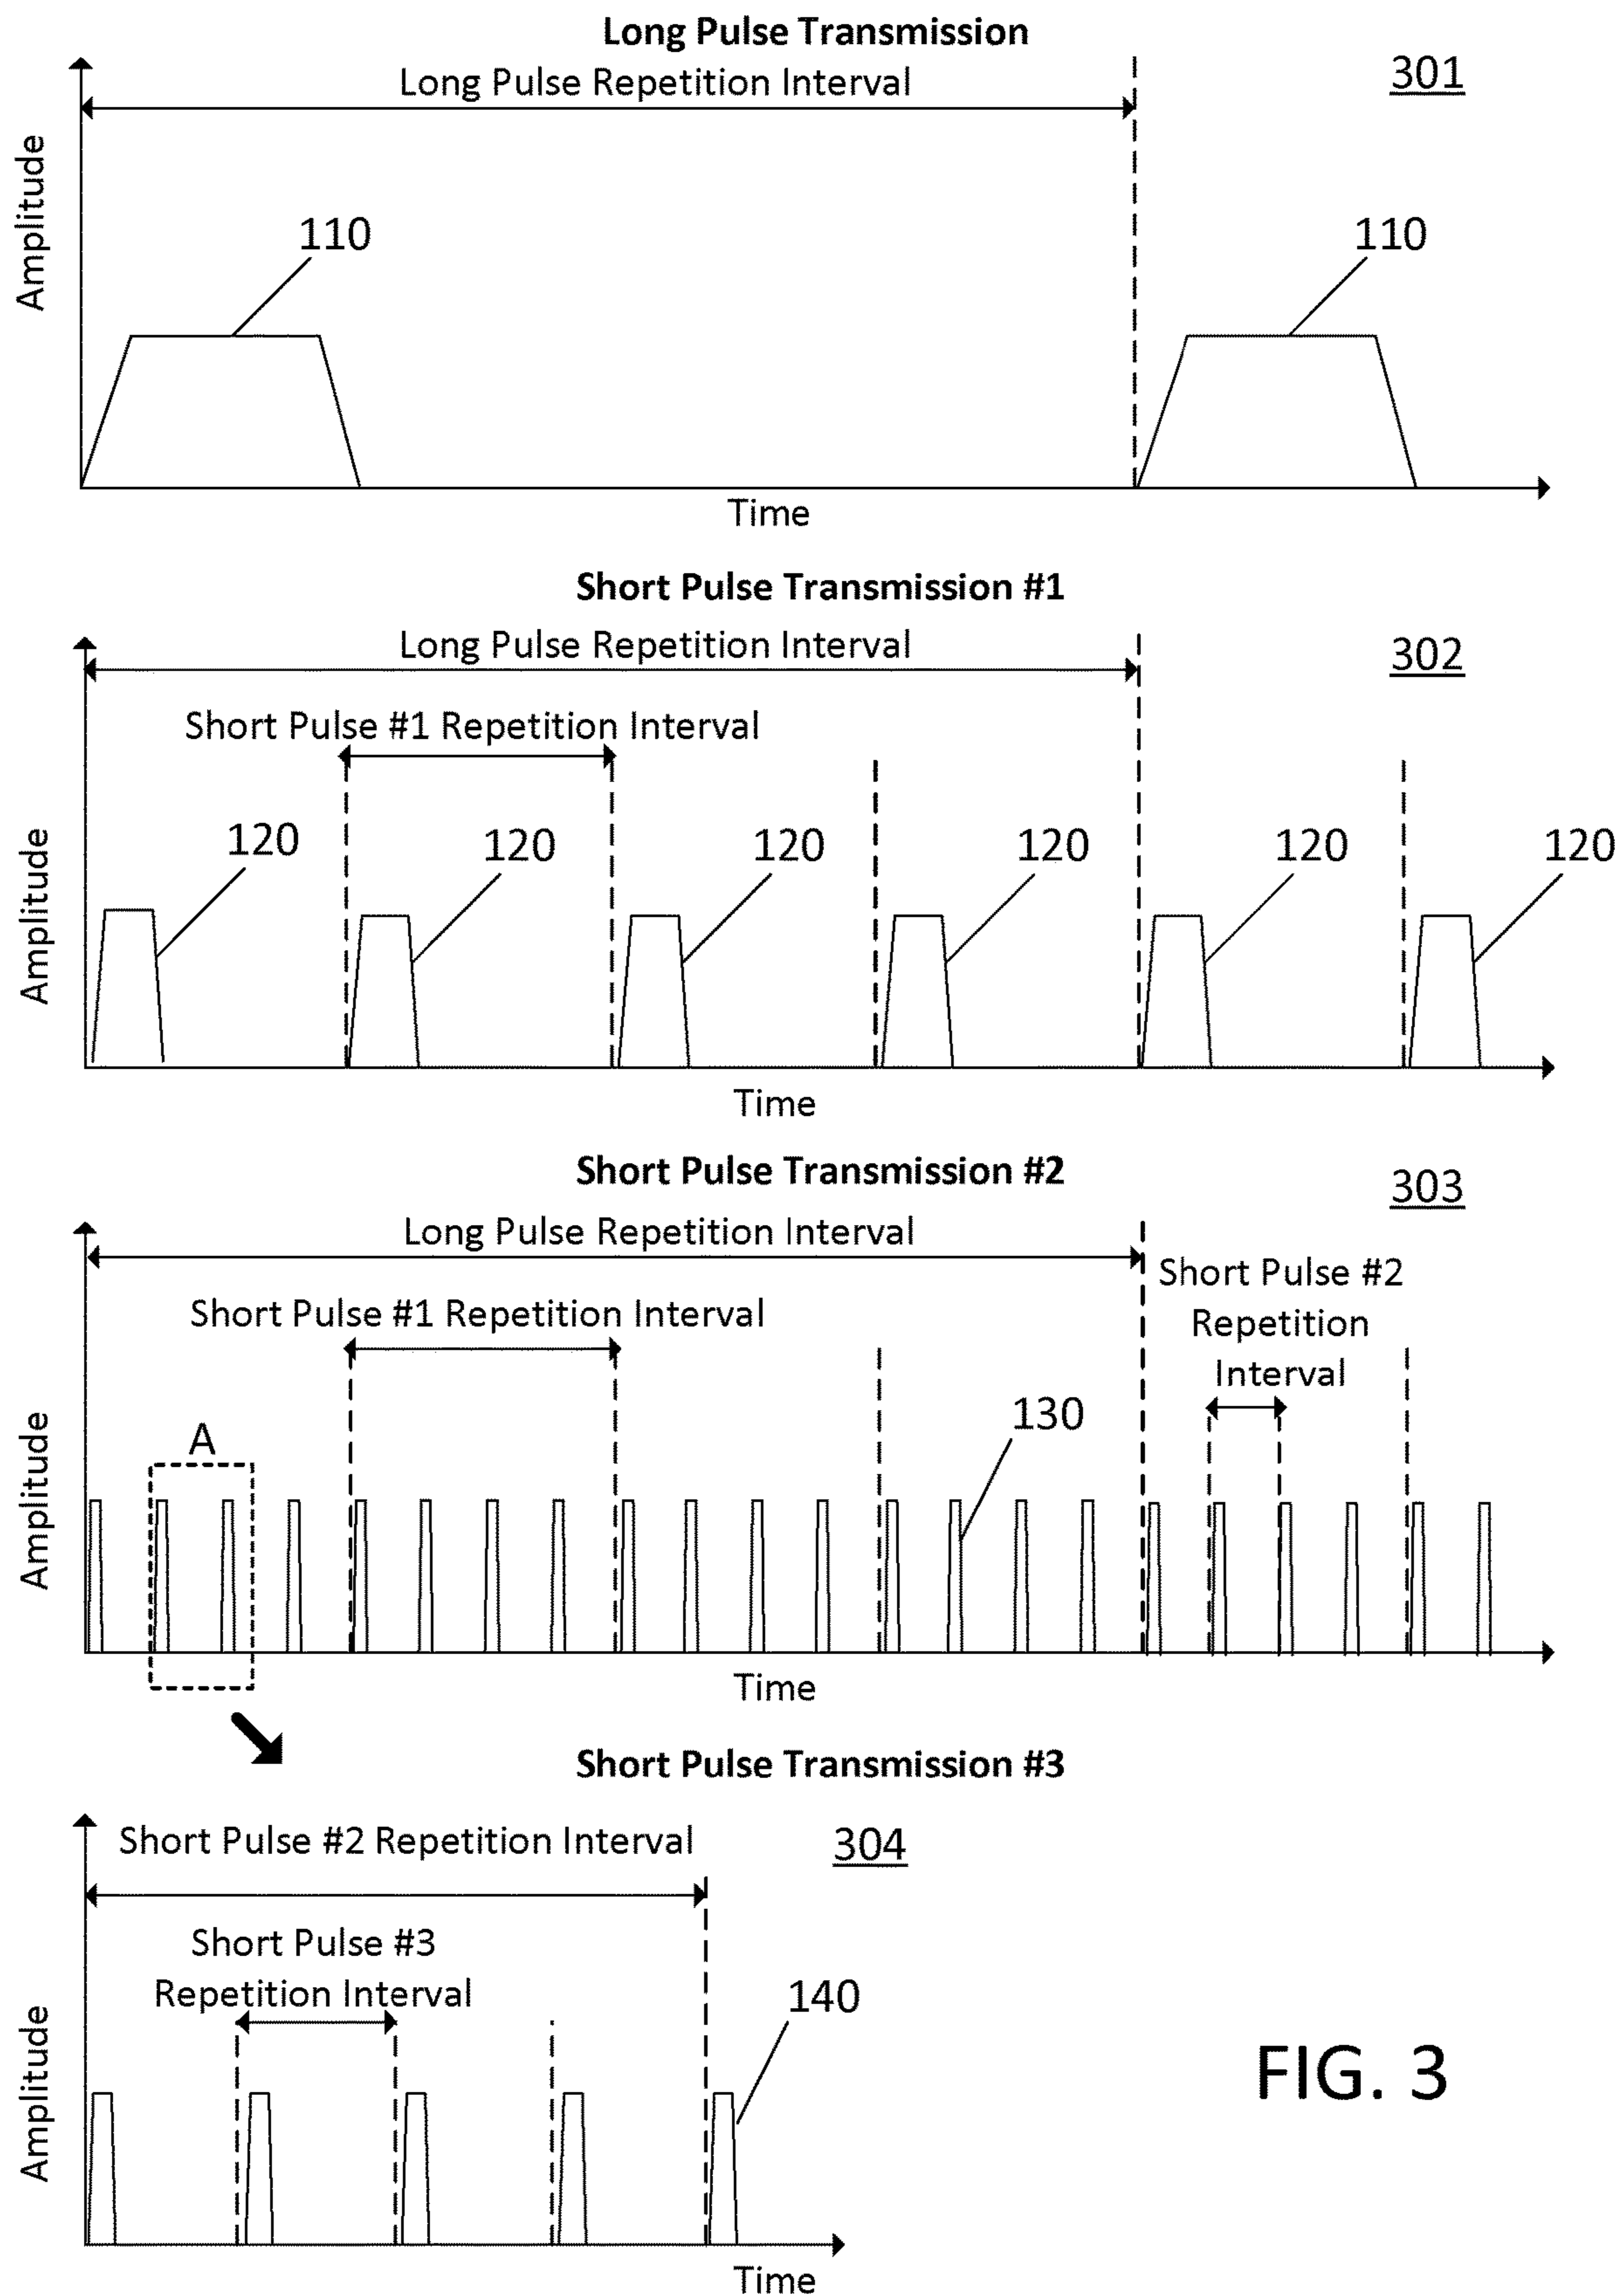 Long Pulse Transmission
Long Pulse Repetition Interval
301
Amplitude
110
110
Time
Short Pulse Transmission #1
Long Pulse Repetition Interval
302
Short Pulse #1 Repetition Interval
Amplitude
120
120
120
120
120
120
Time
Short Pulse Transmission #2
303
Long Pulse Repetition Interval
Short Pulse #2
Repetition
Interval
Short Pulse #1 Repetition Interval
Amplitude
A
130
Time
Short Pulse Transmission #3
Short Pulse #2 Repetition Interval
304
Short Pulse #3
Repetition Interval
Amplitude
140
Time
FIG. 3